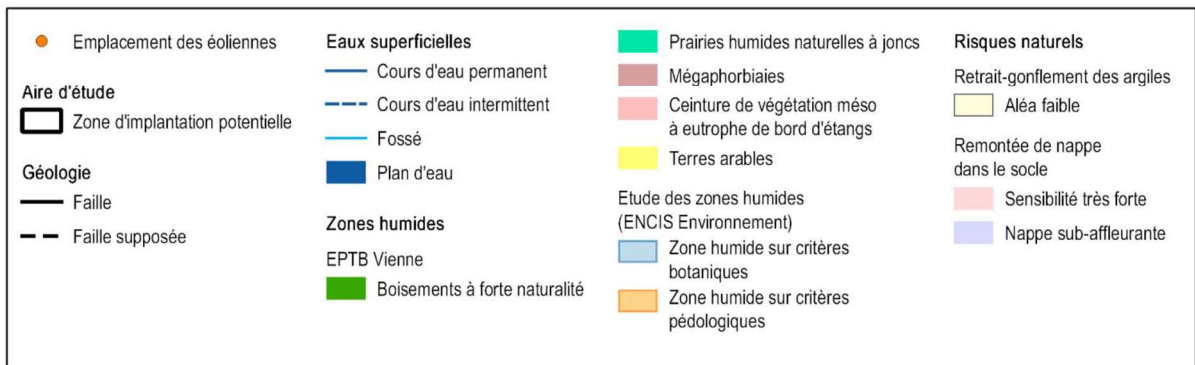 Emplacement des éoliennes
Aire d'étude
Zone d'implantation potentielle
Géologie
Faille
Faille supposée
Eaux superficielles
Cours d'eau permanent
Cours d'eau intermittent
Fossé
Plan d'eau
Zones humides
EPTB Vienne
Boisements à forte naturalité
Prairies humides naturelles à joncs
Mégaphorbiaies
Ceinture de végétation méso
à eutrophe de bord d'étangs
Terres arables
Etude des zones humides
(ENCIS Environnement)
Zone humide sur critères
botaniques
Zone humide sur critères
pédologiques
Risques naturels
Retrait-gonflement des argiles
Aléa faible
Remontée de nappe
dans le socle
Sensibilité très forte
Nappe sub-affleurante